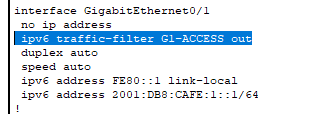 interface GigabitEthernet0/1
no ip address
ipv6 traffic-filter G1-ACCESS out
duplex auto
speed auto
ipv6 address FE80::1 link-local
ipv6 address 2001:DB8:CAFE:1::1/64
!